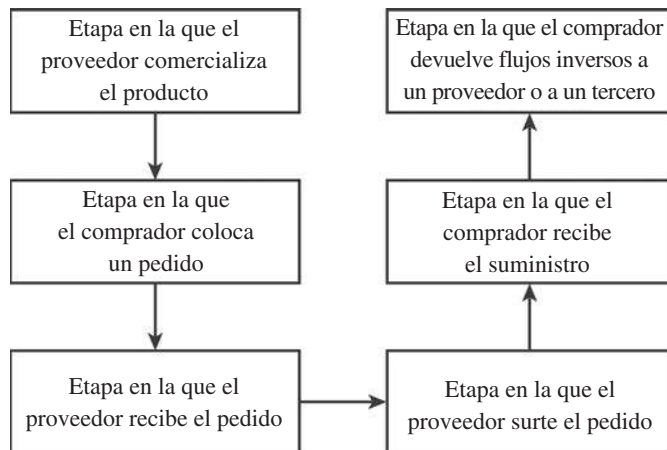 Etapa en la que el
proveedor comercializa
el producto
Etapa en la que
el comprador coloca
un pedido
Etapa en la que el
proveedor recibe el pedido
Etapa en la que el
proveedor surte el pedido
Etapa en la que el
comprador recibe
el suministro
Etapa en la que el comprador
devuelve flujos inversos a
un proveedor o a un tercero